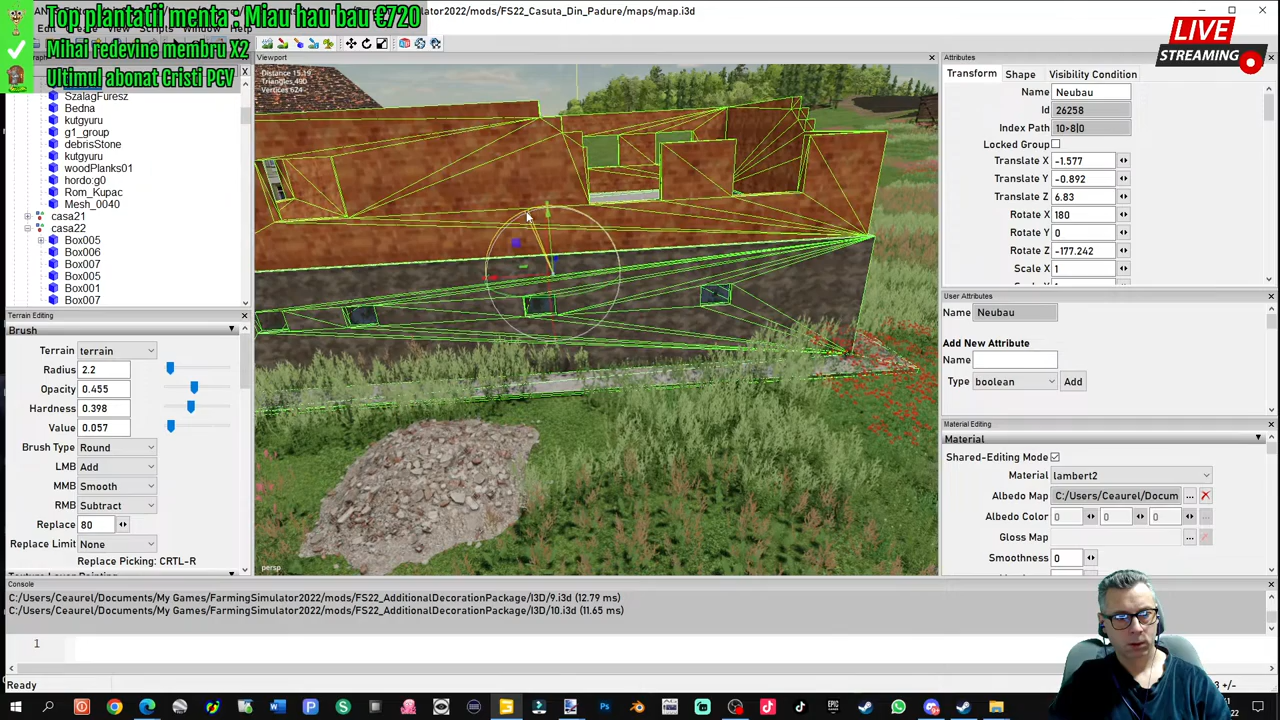 Top plantatii menta : Miau hau bau €720
Mihai redevine membru X2
Ultimul abonat Cristi PCV
Simulator2022/mods/FS22_Casuta_Din_Padure/maps/map.i3d
LIVE
STREAMING
Viewport
Distance 15.19
Triangles 490
Vertices 624
persp
SzalagFuresz
Bedna
kutgyuru
g1_group
debrisStone
kutgyuru
woodPlanks01
hordo:g0
Rom_Kupac
Mesh_0040
casa21
casa22
Box005
Box006
Box007
Box005
Box001
Box007
Terrain Editing
Brush
Terrain terrain
Radius 2.2
Opacity 0.455
Hardness 0.398
Value 0.057
Brush Type Round
LMB Add
MMB Smooth
RMB Subtract
Replace 80
Replace Limit None
Replace Picking: CRTL-R
Attributes
Transform Shape Visibility Condition
Name Neubau
Id 26258
Index Path 10>8|0
Locked Group
Translate X -1.577
Translate Y -0.892
Translate Z 6.83
Rotate X 180
Rotate Y 0
Rotate Z -177.242
Scale X 1
User Attributes
Name Neubau
Add New Attribute
Name
Type boolean Add
Material Editing
Material
Shared-Editing Mode
Material lambert2
Albedo Map C:/Users/Ceaurel/Docum ...
Albedo Color 0 0 0 ...
Gloss Map ...
Smoothness 0
Console
C:/Users/Ceaurel/Documents/My Games/FarmingSimulator2022/mods/FS22_AdditionalDecorationPackage/I3D/9.i3d (12.79 ms)
C:/Users/Ceaurel/Documents/My Games/FarmingSimulator2022/mods/FS22_AdditionalDecorationPackage/I3D/10.i3d (11.65 ms)
1
Ready